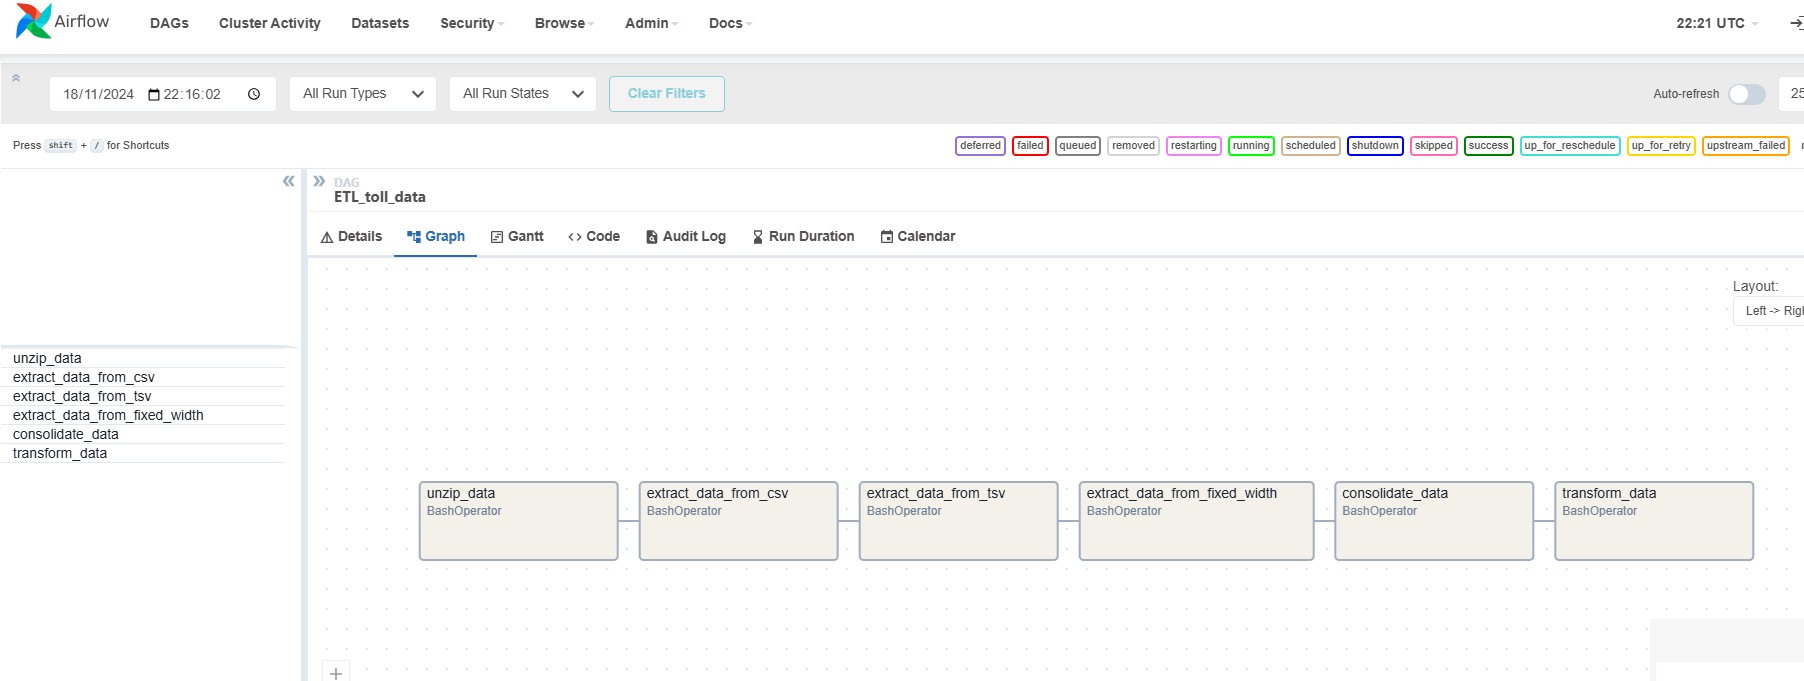 Airflow DAGs Cluster Activity Datasets Security Browse Admin Docs 22:21 UTC
18/11/2024 22:16:02 All Run Types All Run States Clear Filters Auto-refresh 25
Press shift + / for Shortcuts deferred failed queued removed restarting running scheduled shutdown skipped success up_for_reschedule up_for_retry upstream_failed
DAG
ETL_toll_data
Details Graph Gantt Code Audit Log Run Duration Calendar
Layout:
Left -> Righ
unzip_data
extract_data_from_csv
extract_data_from_tsv
extract_data_from_fixed_width
consolidate_data
transform_data
unzip_data
BashOperator
extract_data_from_csv
BashOperator
extract_data_from_tsv
BashOperator
extract_data_from_fixed_width
BashOperator
consolidate_data
BashOperator
transform_data
BashOperator